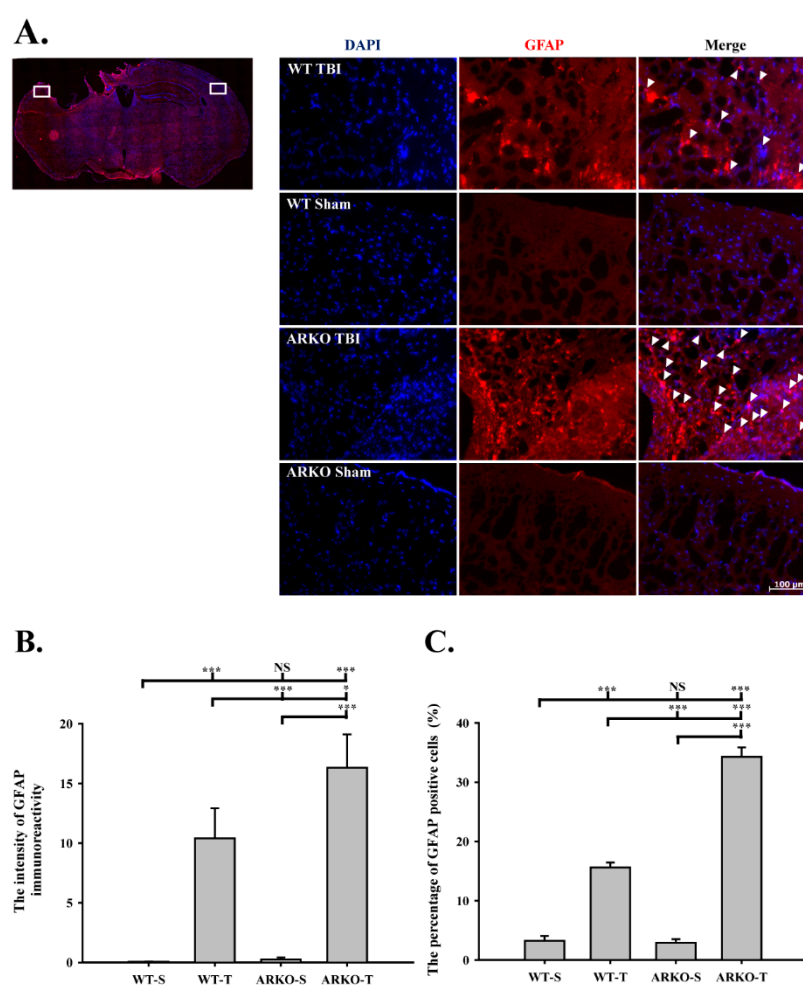 A.
DAPI GFAP Merge
WT TBI
WT Sham
ARKO TBI
ARKO Sham
100 µm
B.
*** NS ***
*** *
***
The intensity of GFAP
immunoreactivity
20
15
10
5
0
WT-S WT-T ARKO-S ARKO-T
C.
*** NS ***
*** ***
***
The percentage of GFAP positive cells (%)
40
30
20
10
0
WT-S WT-T ARKO-S ARKO-T